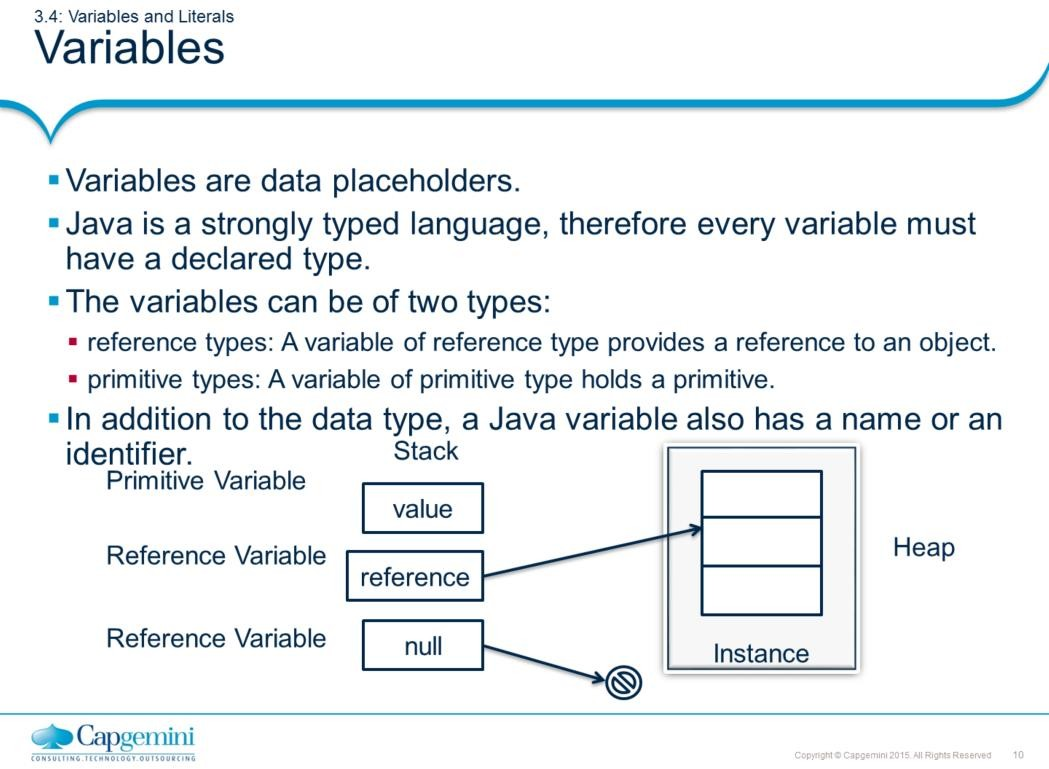 3.4: Variables and Literals
Variables
Variables are data placeholders.
Java is a strongly typed language, therefore every variable must
have a declared type.
The variables can be of two types:
reference types: A variable of reference type provides a reference to an object.
primitive types: A variable of primitive type holds a primitive.
In addition to the data type, a Java variable also has a name or an
identifier.
Stack
Primitive Variable
value
Reference Variable
reference
Heap
Reference Variable
null
Instance
Capgemini
CONSULTING.TECHNOLOGY.OUTSOURCING
Copyright © Capgemini 2015. All Rights Reserved 10